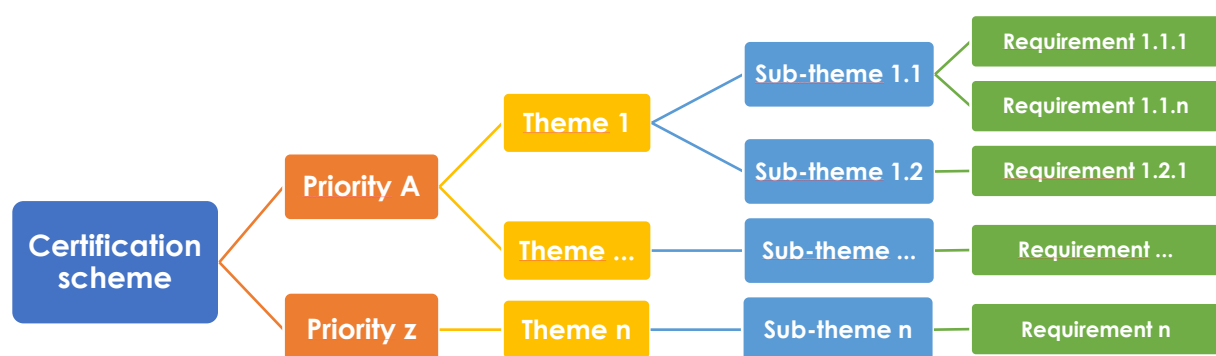 Certification
scheme
Priority A
Priority z
Theme 1
Theme ...
Theme n
Sub-theme 1.1
Sub-theme 1.2
Sub-theme ...
Sub-theme n
Requirement 1.1.1
Requirement 1.1.n
Requirement 1.2.1
Requirement ...
Requirement n